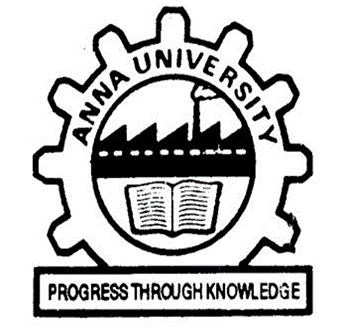 ANNA UNIVERSITY
PROGRESS THROUGH KNOWLEDGE